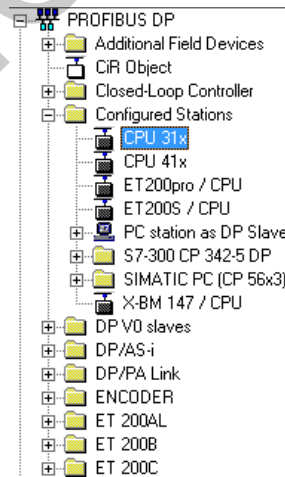 PROFIBUS DP
Additional Field Devices
CiR Object
Closed-Loop Controller
Configured Stations
CPU 31x
CPU 41x
ET200pro / CPU
ET200S / CPU
PC station as DP Slave
S7-300 CP 342-5 DP
SIMATIC PC (CP 56x3)
X-BM 147 / CPU
DP V0 slaves
DP/AS-i
DP/PA Link
ENCODER
ET 200AL
ET 200B
ET 200C